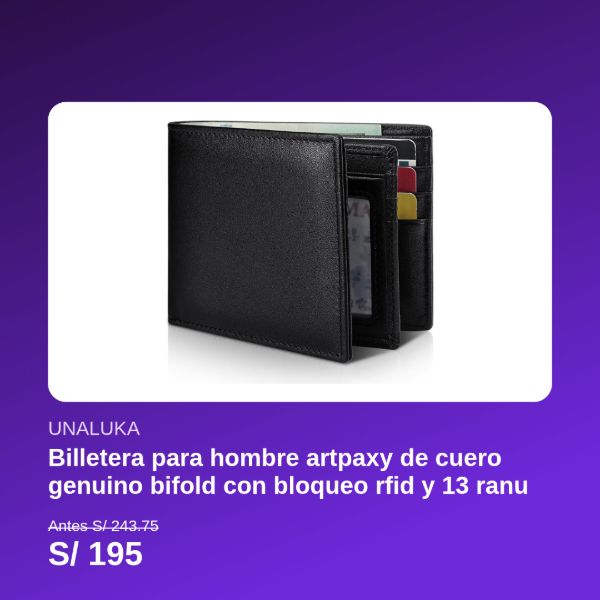 UNALUKA
Billetera para hombre artpaxy de cuero
genuino bifold con bloqueo rfid y 13 ranu
Antes S/ 243.75
S/ 195